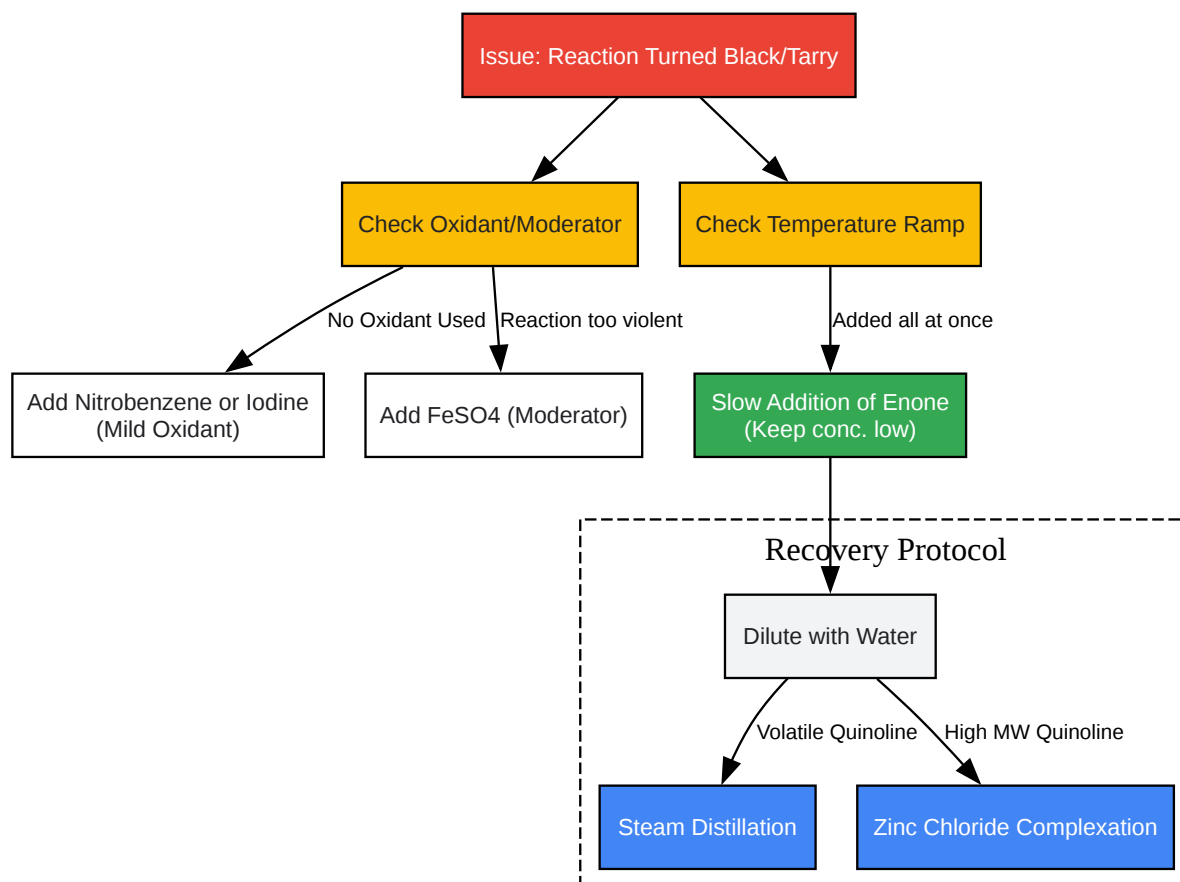 Issue: Reaction Turned Black/Tarry
Check Oxidant/Moderator
Check Temperature Ramp
No Oxidant Used
Reaction too violent
Added all at once
Add Nitrobenzene or Iodine
(Mild Oxidant)
Add FeSO4 (Moderator)
Slow Addition of Enone
(Keep conc. low)
Recovery Protocol
Dilute with Water
Volatile Quinoline
High MW Quinoline
Steam Distillation
Zinc Chloride Complexation